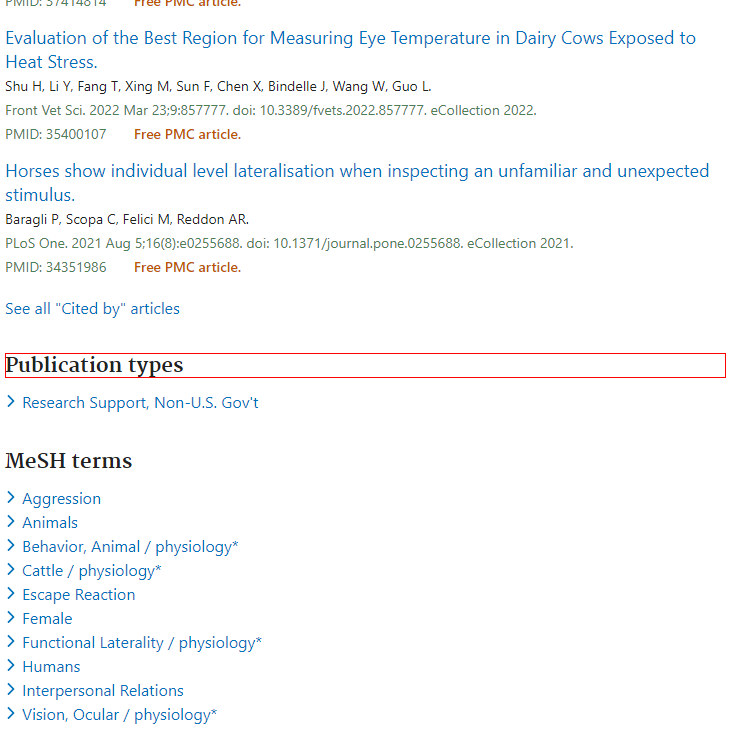 PMID: 37414814 Free PMC article.
Evaluation of the Best Region for Measuring Eye Temperature in Dairy Cows Exposed to
Heat Stress.
Shu H, Li Y, Fang T, Xing M, Sun F, Chen X, Bindelle J, Wang W, Guo L.
Front Vet Sci. 2022 Mar 23;9:857777. doi: 10.3389/fvets.2022.857777. eCollection 2022.
PMID: 35400107 Free PMC article.
Horses show individual level lateralisation when inspecting an unfamiliar and unexpected
stimulus.
Baragli P, Scopa C, Felici M, Reddon AR.
PLoS One. 2021 Aug 5;16(8):e0255688. doi: 10.1371/journal.pone.0255688. eCollection 2021.
PMID: 34351986 Free PMC article.
See all "Cited by" articles
Publication types
Research Support, Non-U.S. Gov't
MeSH terms
Aggression
Animals
Behavior, Animal / physiology*
Cattle / physiology*
Escape Reaction
Female
Functional Laterality / physiology*
Humans
Interpersonal Relations
Vision, Ocular / physiology*